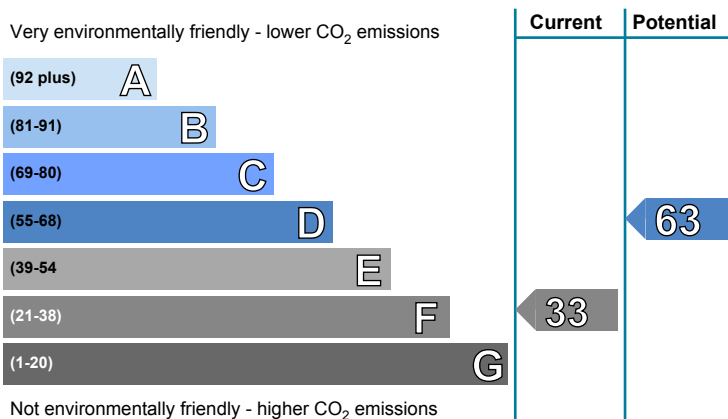 Very environmentally friendly - lower CO₂ emissions
Current
Potential
(92 plus) A
(81-91) B
(69-80) C
(55-68) D
63
(39-54 E
(21-38) F
33
(1-20) G
Not environmentally friendly - higher CO₂ emissions